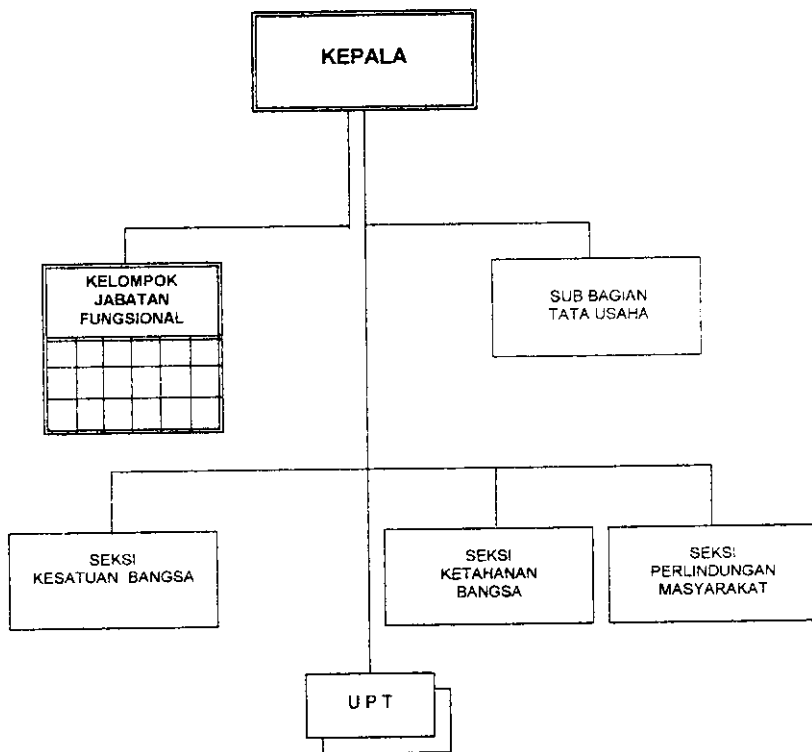 KEPALA
KELOMPOK
JABATAN
FUNGSIONAL
SUB BAGIAN
TATA USAHA
SEKSI
KESATUAN BANGSA
SEKSI
KETAHANAN
BANGSA
SEKSI
PERLINDUNGAN
MASYARAKAT
U P T